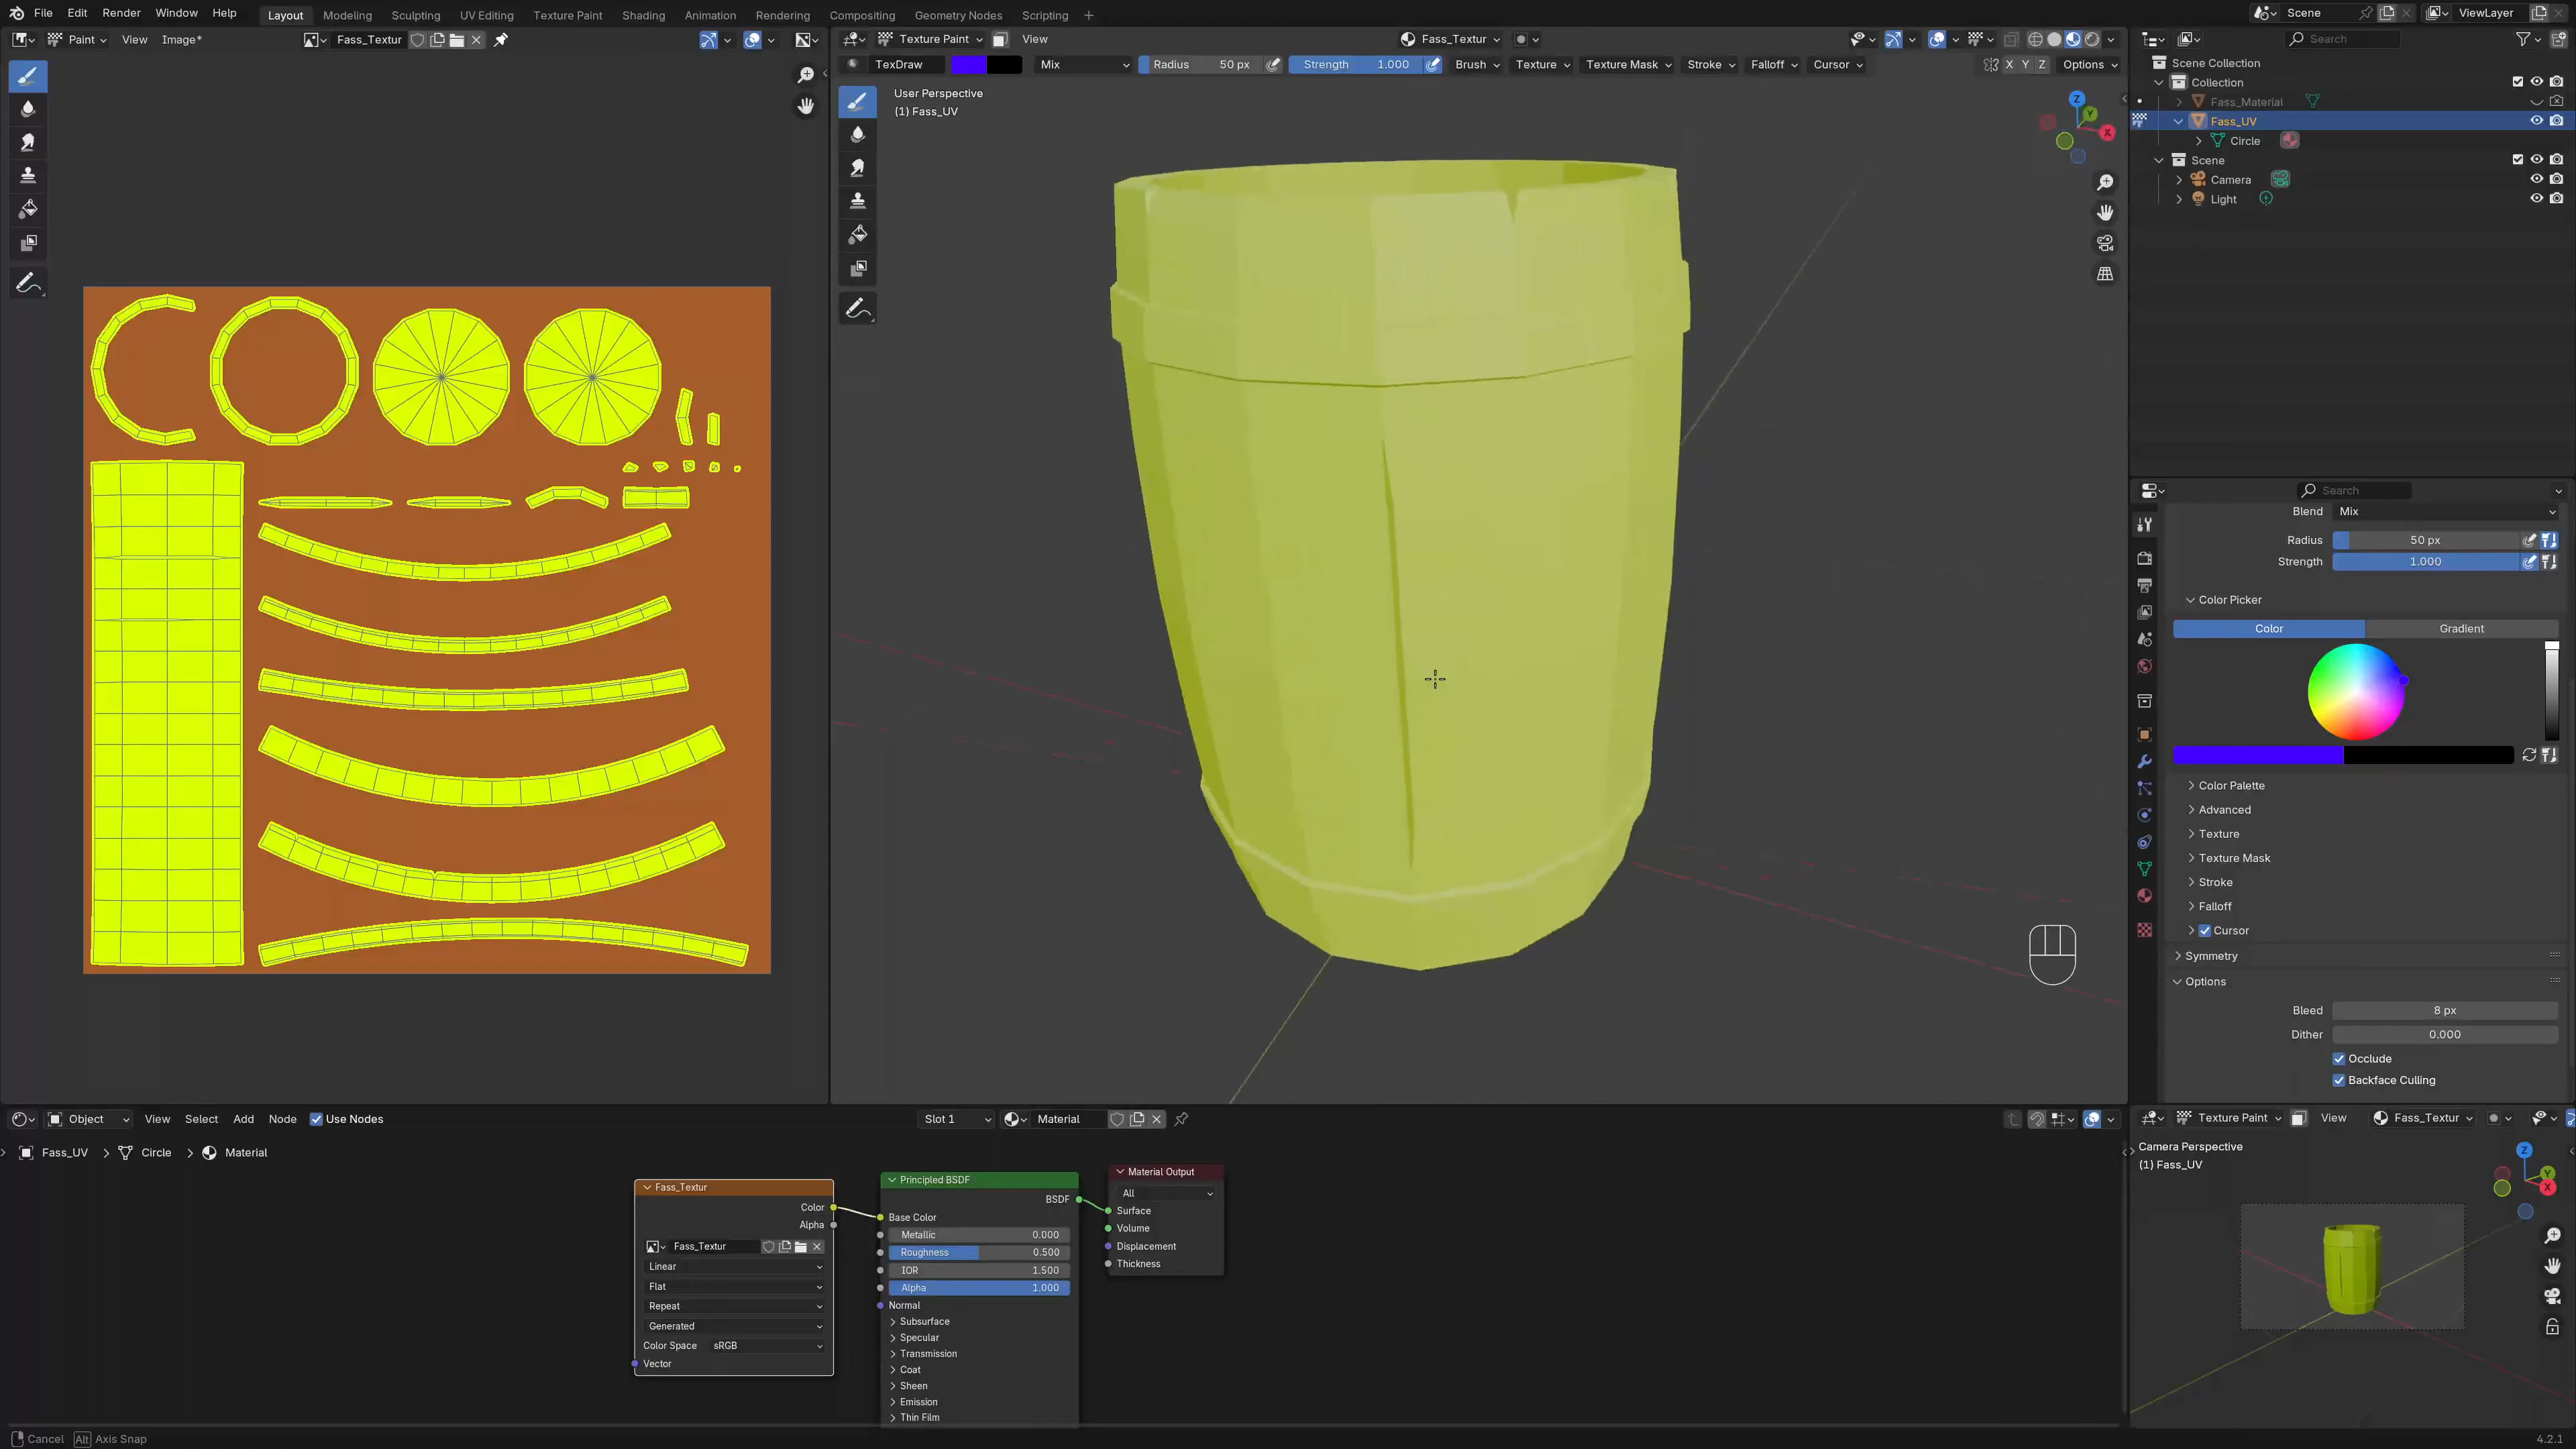 File Edit Render Window Help Layout Modeling Sculpting UV Editing Texture Paint Shading Animation Rendering Compositing Geometry Nodes Scripting Scene ViewLayer
Paint View Image* Fass_Textur
Texture Paint View Fass_Textur
Search
TexDraw Mix Radius 50 px Strength 1.000 Brush Texture Texture Mask Stroke Falloff Cursor X Y Z Options
User Perspective
(1) Fass_UV
Z
Y
X
Scene Collection
Collection
Fass_Material
Fass_UV
Circle
Scene
Camera
Light
Search
Blend Mix
Radius 50 px
Strength 1.000
Color Picker
Color Gradient
Color Palette
Advanced
Texture
Texture Mask
Stroke
Falloff
Cursor
Symmetry
Options
Bleed 8 px
Dither 0.000
Occlude
Backface Culling
Object View Select Add Node Use Nodes Slot 1 Material
Fass_UV Circle Material
Fass_Textur
Color
Alpha
Fass_Textur
Linear
Flat
Repeat
Generated
Color Space sRGB
Vector
Principled BSDF
BSDF
Base Color
Metallic 0.000
Roughness 0.500
IOR 1.500
Alpha 1.000
Normal
Subsurface
Specular
Transmission
Coat
Sheen
Emission
Thin Film
Material Output
All
Surface
Volume
Displacement
Thickness
Texture Paint View Fass_Textur
Camera Perspective
(1) Fass_UV
Z
Y
X
Cancel Alt Axis Snap
4.2.1